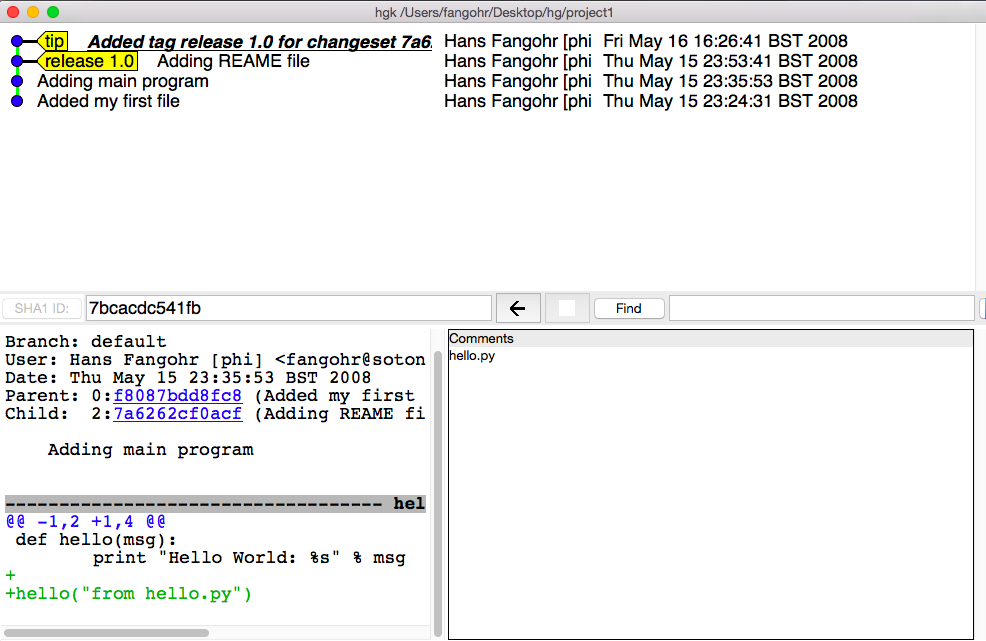 hgk /Users/fangohr/Desktop/hg/project1
tip Added tag release 1.0 for changeset 7a6 Hans Fangohr [phi Fri May 16 16:26:41 BST 2008
release 1.0 Adding REAME file Hans Fangohr [phi Thu May 15 23:53:41 BST 2008
Adding main program Hans Fangohr [phi Thu May 15 23:35:53 BST 2008
Added my first file Hans Fangohr [phi Thu May 15 23:24:31 BST 2008
SHA1 ID: 7bcacdc541fb Find
Branch: default
User: Hans Fangohr [phi] <fangohr@soton
Date: Thu May 15 23:35:53 BST 2008
Parent: 0:f8087bdd8fc8 (Added my first
Child: 2:7a6262cf0acf (Adding REAME fi
Adding main program
----------------------------------- hel
@@ -1,2 +1,4 @@
def hello(msg):
print "Hello World: %s" % msg
+
+hello("from hello.py")
Comments
hello.py